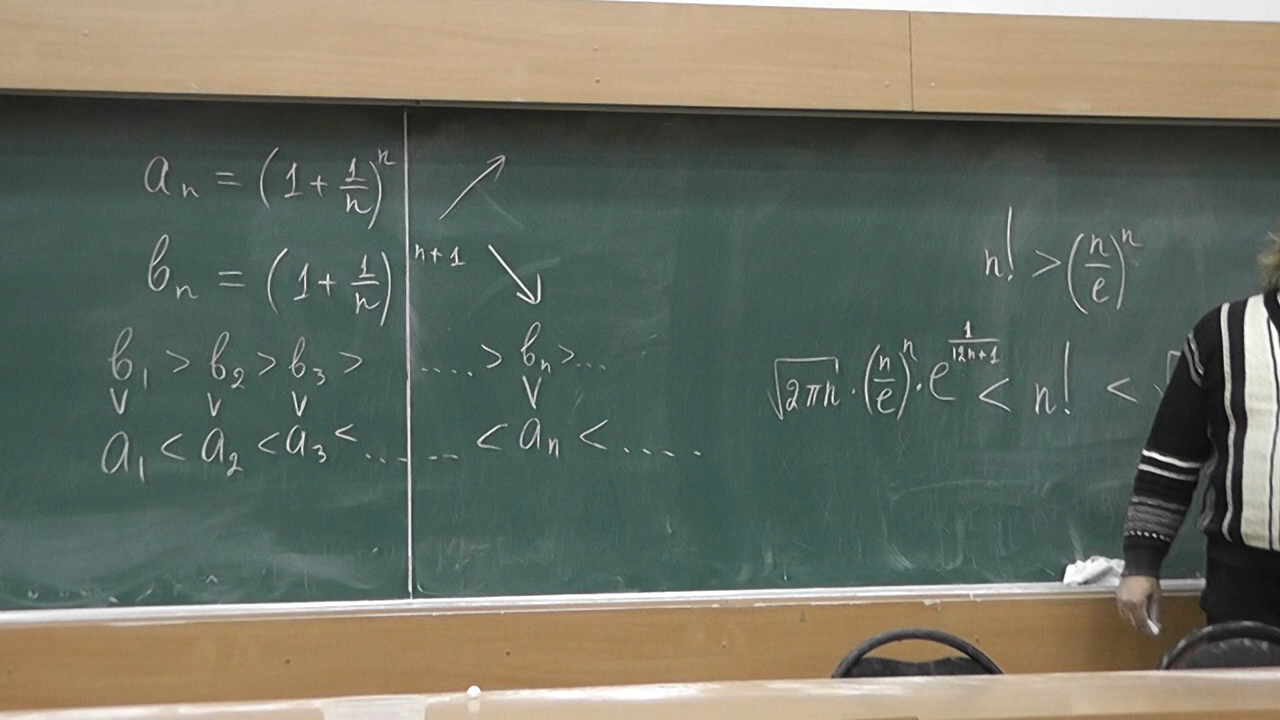 aₙ = (1 + 1/n)ⁿ ↗
bₙ = (1 + 1/n)ⁿ⁺¹ ↘
b₁ > b₂ > b₃ > ..... > bₙ > ...
∨ ∨ ∨ ∨
a₁ < a₂ < a₃ < ....... < aₙ < .....
n! > (n/e)ⁿ
√(2πn) · (n/e)ⁿ · e^(1/(12n+1)) < n! < √